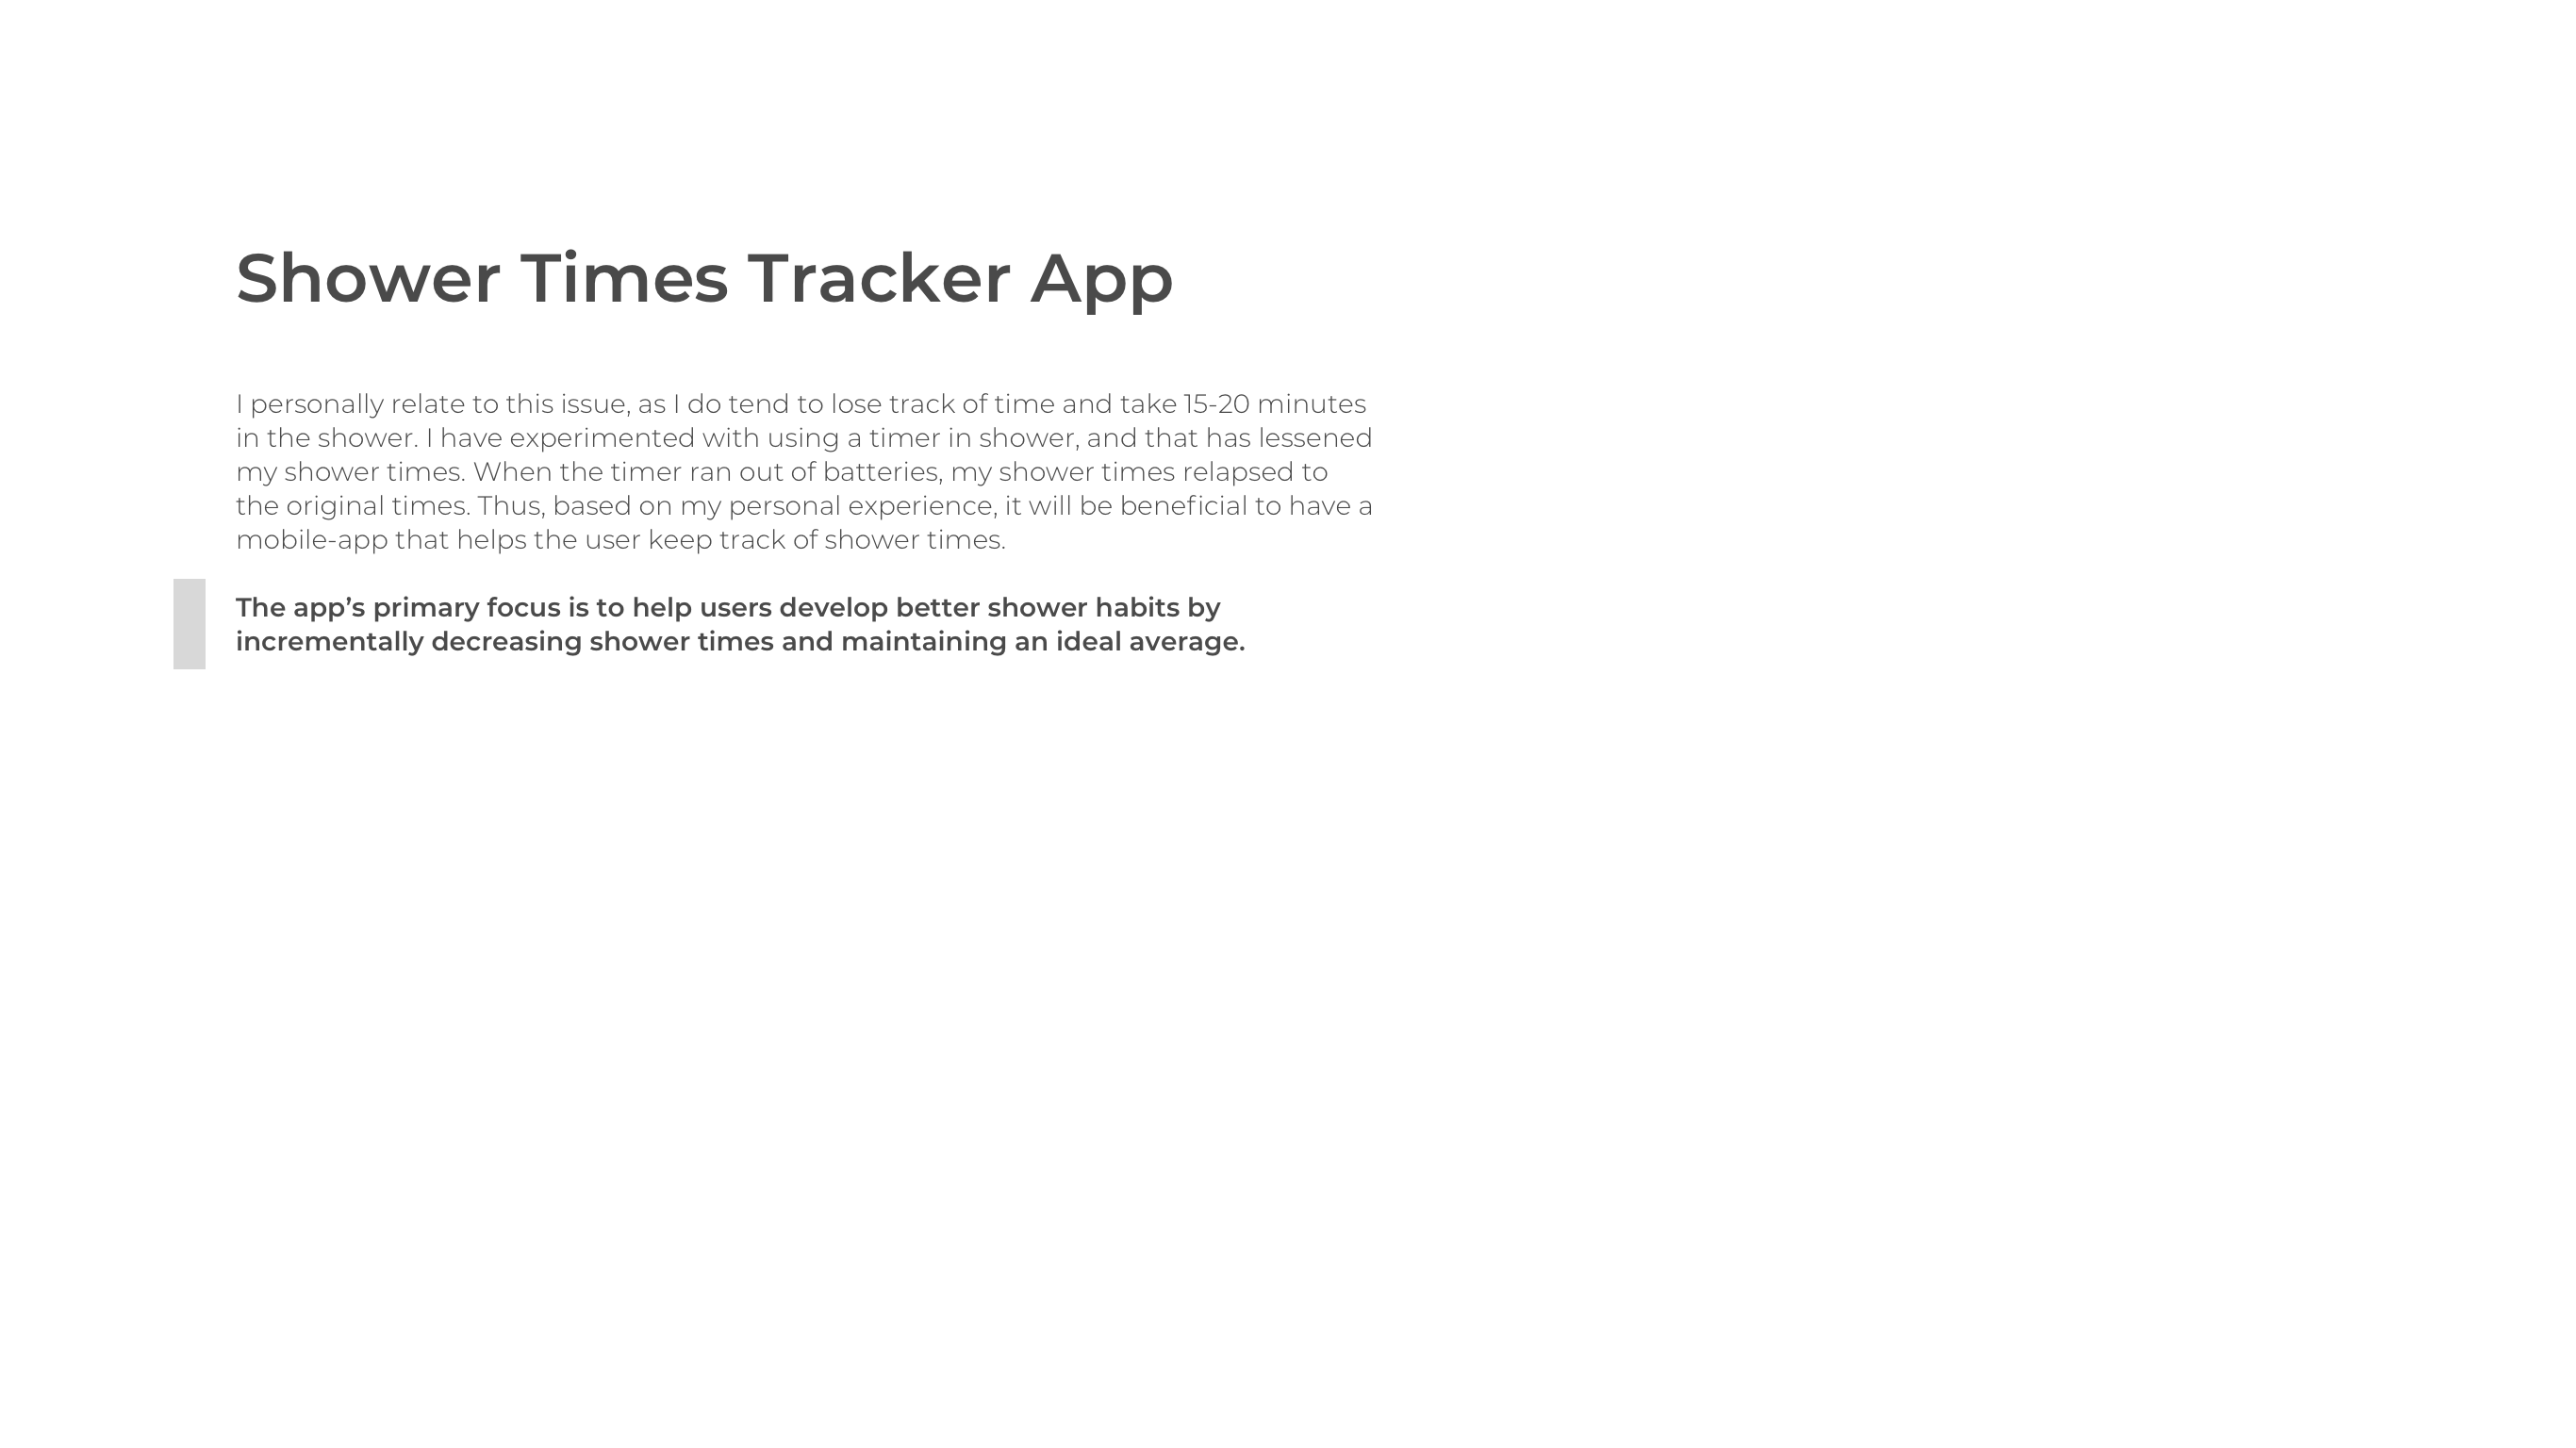 Shower Times Tracker App
I personally relate to this issue, as I do tend to lose track of time and take 15-20 minutes
in the shower. I have experimented with using a timer in shower, and that has lessened
my shower times. When the timer ran out of batteries, my shower times relapsed to
the original times. Thus, based on my personal experience, it will be beneficial to have a
mobile-app that helps the user keep track of shower times.
The app’s primary focus is to help users develop better shower habits by
incrementally decreasing shower times and maintaining an ideal average.